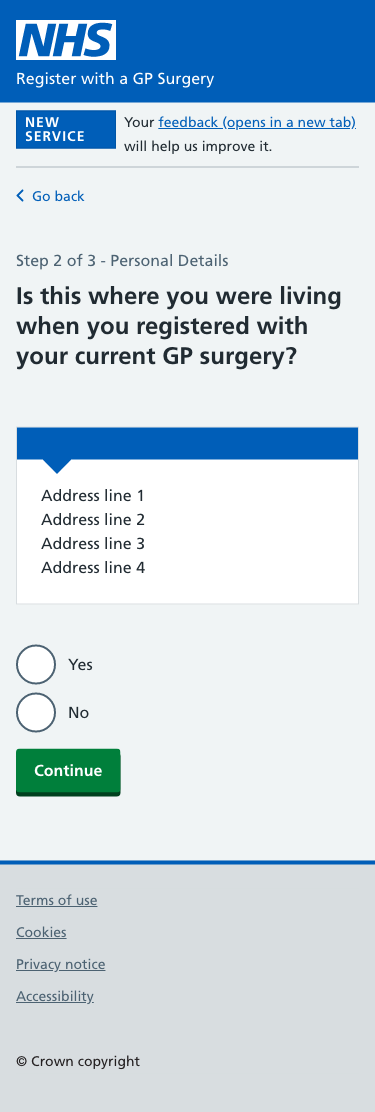 NHS
Register with a GP Surgery
NEW
SERVICE
Your feedback (opens in a new tab)
will help us improve it.
Go back
Step 2 of 3 - Personal Details
Is this where you were living
when you registered with
your current GP surgery?
Address line 1
Address line 2
Address line 3
Address line 4
Yes
No
Continue
Terms of use
Cookies
Privacy notice
Accessibility
© Crown copyright